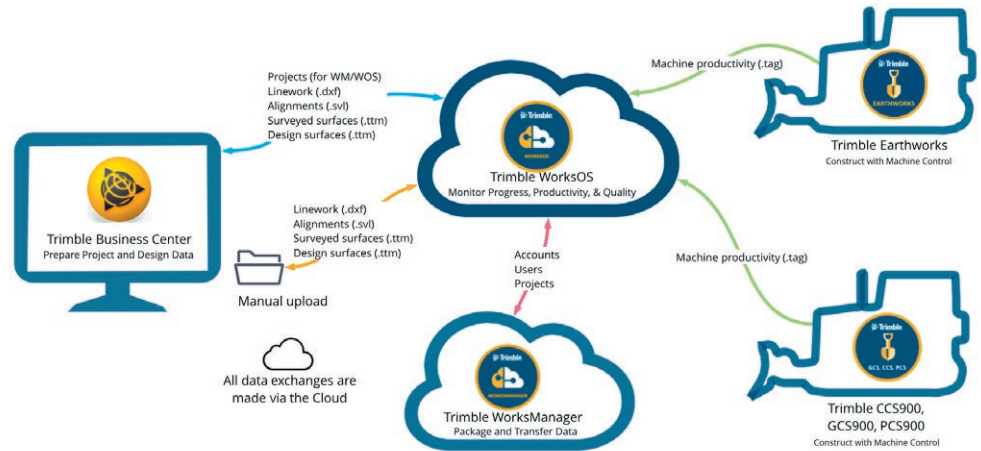 Projects (for WM/WOS)
Linework (.dxf)
Alignments (.svl)
Surveyed surfaces (.ttm)
Design surfaces (.ttm)
Trimble Business Center
Prepare Project and Design Data
Linework (.dxf)
Alignments (.svl)
Surveyed surfaces (.ttm)
Design surfaces (.ttm)
Manual upload
All data exchanges are
made via the Cloud
Trimble
WORKSOS
Trimble WorksOS
Monitor Progress, Productivity, & Quality
Accounts
Users
Projects
Trimble
WORKSMANAGER
Trimble WorksManager
Package and Transfer Data
Machine productivity (.tag)
Trimble
EARTHWORKS
Trimble Earthworks
Construct with Machine Control
Machine productivity (.tag)
Trimble
GCS, CCS, PCS
Trimble CCS900,
GCS900, PCS900
Construct with Machine Control